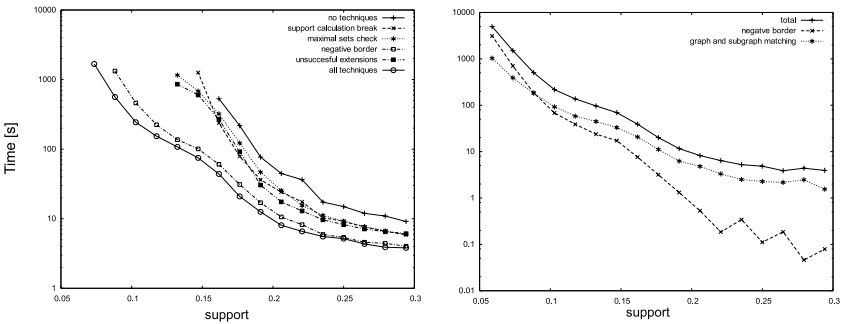 10000
1000
100
10
1
Time [s]
0.05
0.1
0.15
0.2
0.25
0.3
support
no techniques
support calculation break
maximal sets check
negative border
unsuccesful extensions
all techniques
10000
1000
100
10
1
0.1
0.01
0.05
0.1
0.15
0.2
0.25
0.3
support
total
negative border
graph and subgraph matching